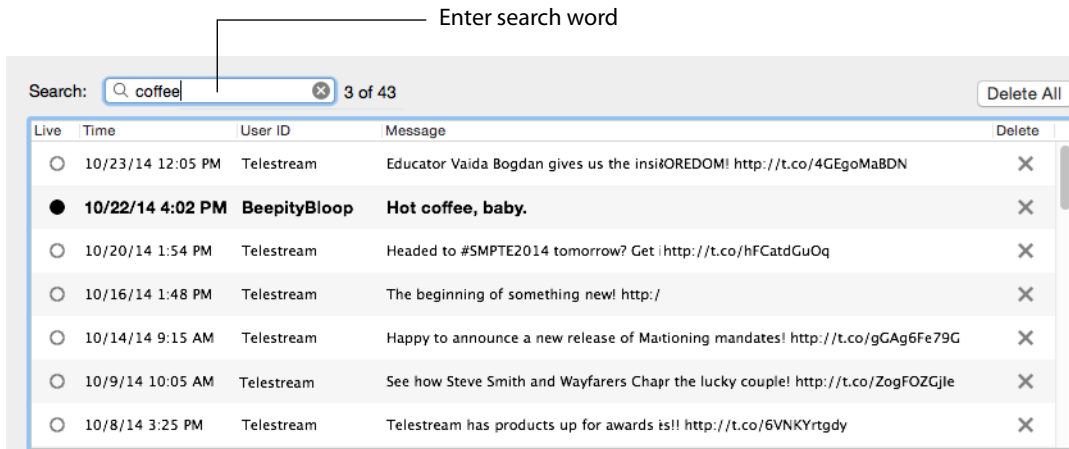 Enter search word
Search: coffee 3 of 43 Delete All
Live Time User ID Message Delete
10/23/14 12:05 PM Telestream Educator Vaida Bogdan gives us the insi OREDOM! http://t.co/4GEgoMaBDN
10/22/14 4:02 PM BeepityBloop Hot coffee, baby.
10/20/14 1:54 PM Telestream Headed to #SMPTE2014 tomorrow? Get http://t.co/hFCatdGuOq
10/16/14 1:48 PM Telestream The beginning of something new! http:/
10/14/14 9:15 AM Telestream Happy to announce a new release of Ma tioning mandates! http://t.co/gGAg6Fe79G
10/9/14 10:05 AM Telestream See how Steve Smith and Wayfarers Cha r the lucky couple! http://t.co/ZogFOZGjle
10/8/14 3:25 PM Telestream Telestream has products up for awards s!! http://t.co/6VNKYrtgdy